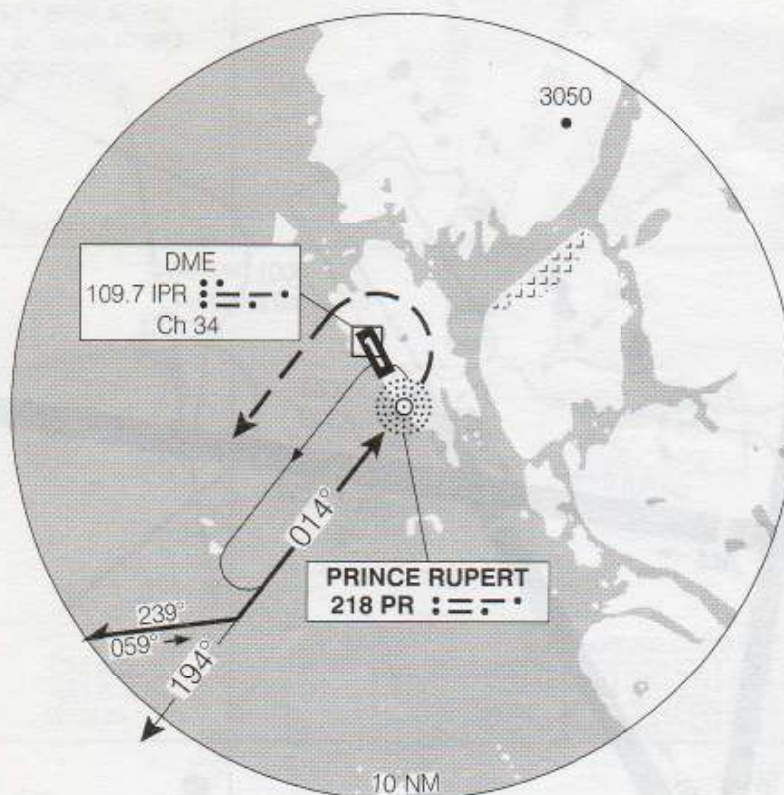 3050
DME
109.7 IPR
Ch 34
014°
PRINCE RUPERT
218 PR
239°
059°
194°
10 NM